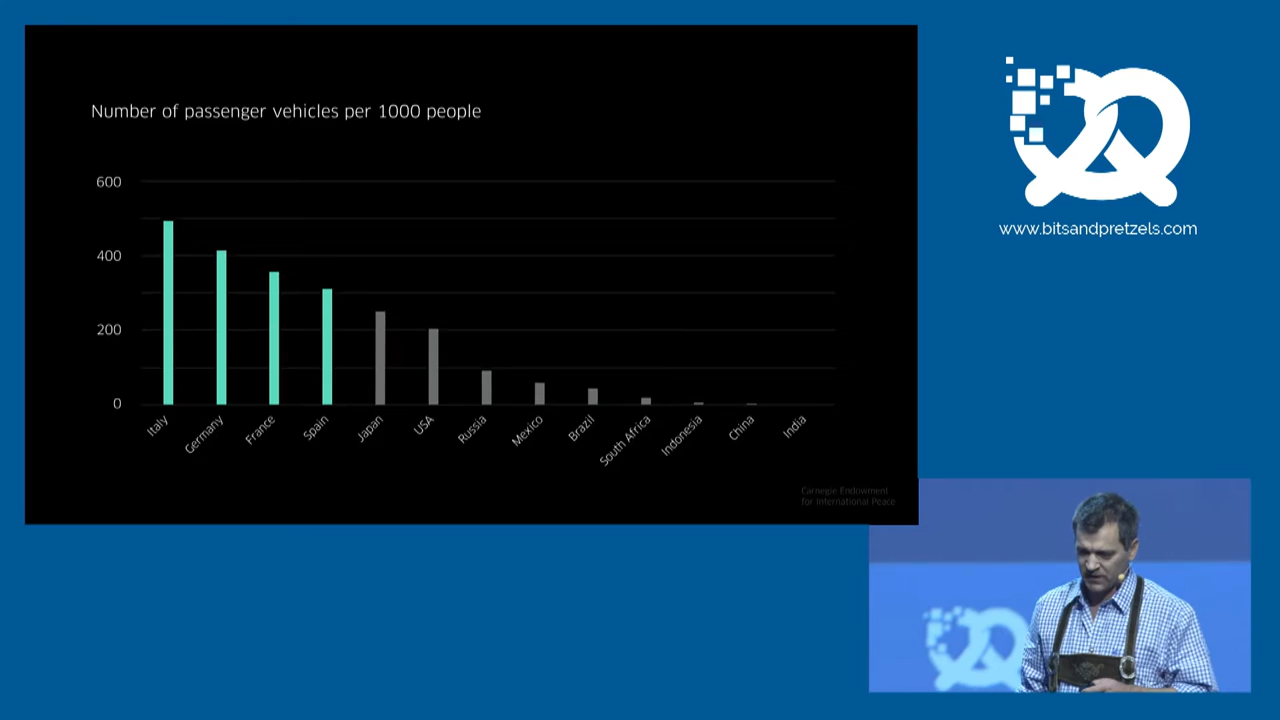 Number of passenger vehicles per 1000 people
600
400
200
0
Italy
Germany
France
Spain
Japan
USA
Russia
Mexico
Brazil
South Africa
Indonesia
China
India
Carnegie Endowment
for International Peace
www.bitsandpretzels.com